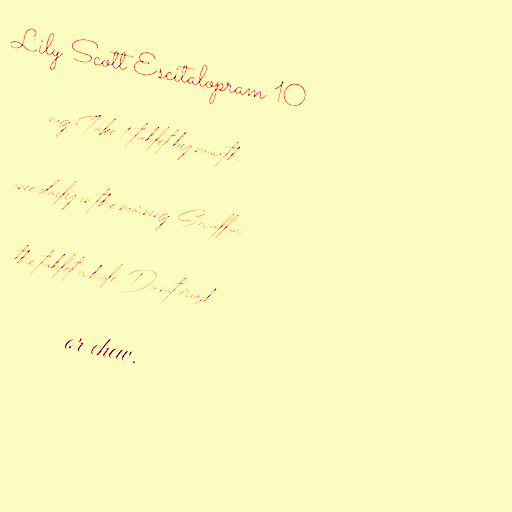 Lily Scott Escitalopram 10
mg Take 1 tablet by mouth
once daily in the morning. Swallow
the tablet whole. Do not crush
or chew.